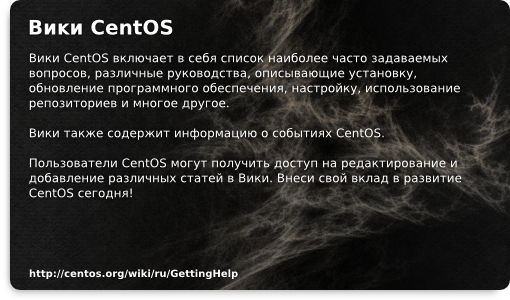 Вики CentOS
Вики CentOS включает в себя список наиболее часто задаваемых
вопросов, различные руководства, описывающие установку,
обновление программного обеспечения, настройку, использование
репозиториев и многое другое.
Вики также содержит информацию о событиях CentOS.
Пользователи CentOS могут получить доступ на редактирование и
добавление различных статей в Вики. Внеси свой вклад в развитие
CentOS сегодня!
http://centos.org/wiki/ru/GettingHelp